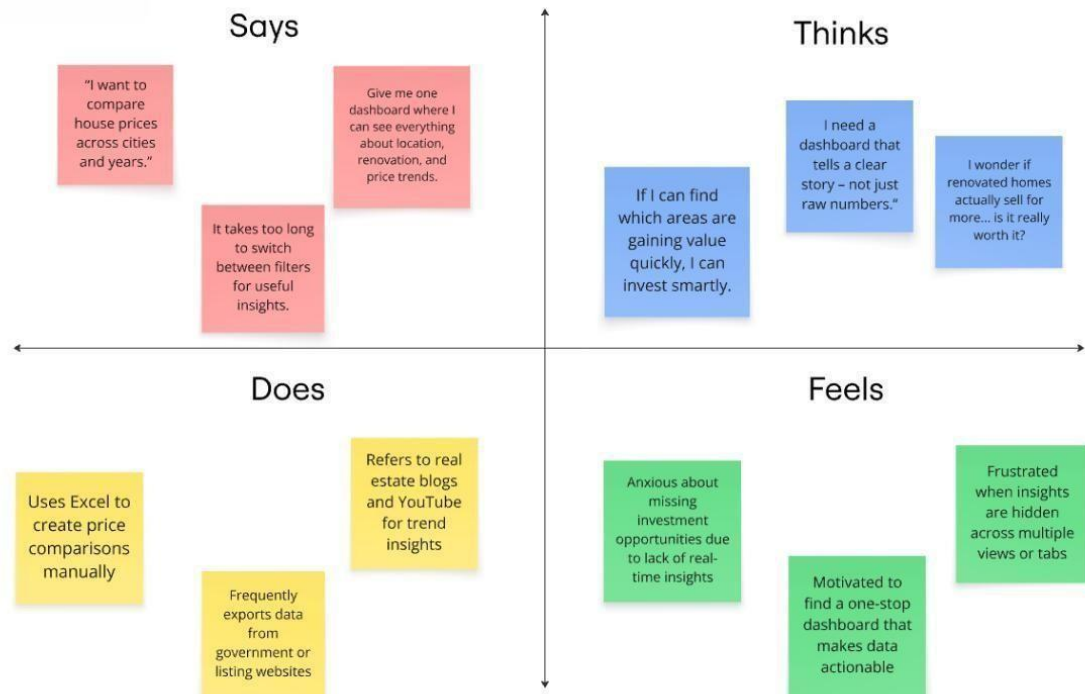 Says
"I want to
compare
house prices
across cities
and years."
Give me one
dashboard where I
can see everything
about location,
renovation, and
price trends.
It takes too long
to switch
between filters
for useful
insights.
Thinks
If I can find
which areas are
gaining value
quickly, I can
invest smartly.
I need a
dashboard that
tells a clear
story – not just
raw numbers."
I wonder if
renovated homes
actually sell for
more... is it really
worth it?
Does
Uses Excel to
create price
comparisons
manually
Frequently
exports data
from
government or
listing websites
Refers to real
estate blogs
and YouTube
for trend
insights
Feels
Anxious about
missing
investment
opportunities due
to lack of real-
time insights
Motivated to
find a one-stop
dashboard that
makes data
actionable
Frustrated
when insights
are hidden
across multiple
views or tabs